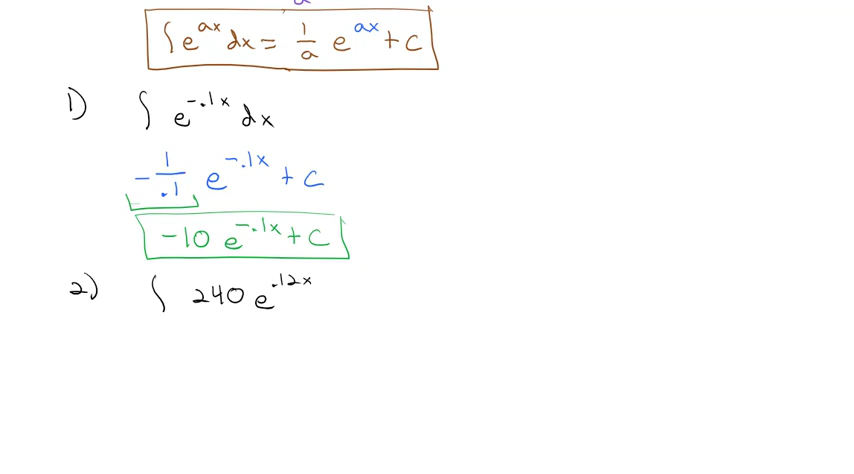 ∫ e^{ax} dx = 1/a e^{ax} + C
1) ∫ e^{-.1x} dx
- 1/.1 e^{-.1x} + C
-10 e^{-.1x} + C
2) ∫ 240 e^{.12x}